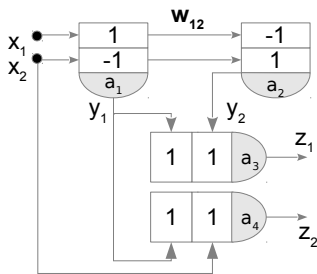 w₁₂
x₁ 1 -1
x₂ -1 1
a₁ a₂
y₁ y₂
1 1 a₃ z₁
1 1 a₄ z₂